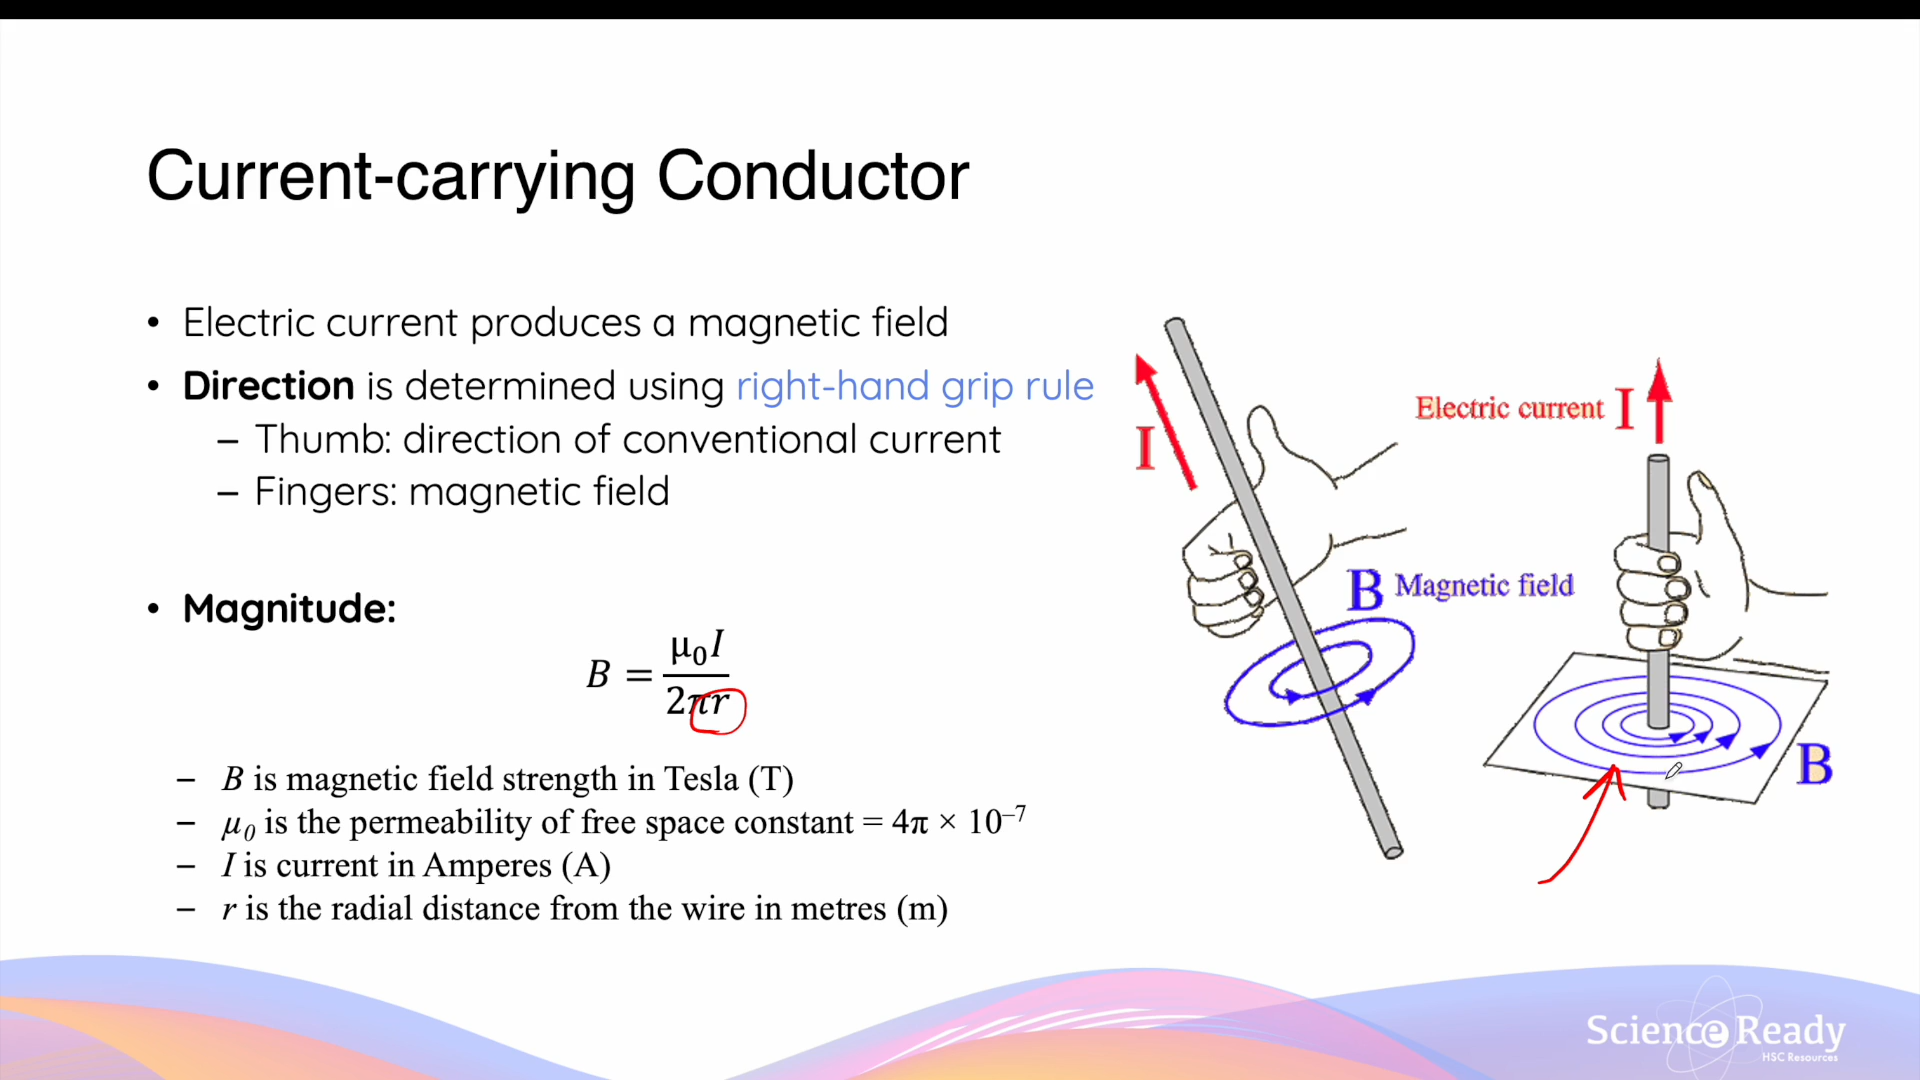 Current-carrying Conductor
• Electric current produces a magnetic field
• Direction is determined using right-hand grip rule
– Thumb: direction of conventional current
– Fingers: magnetic field
• Magnitude:
B = μ₀I / 2πr
– B is magnetic field strength in Tesla (T)
– μ₀ is the permeability of free space constant = 4π × 10⁻⁷
– I is current in Amperes (A)
– r is the radial distance from the wire in metres (m)
I
Electric current I
B Magnetic field
B
Science Ready
HSC Resources